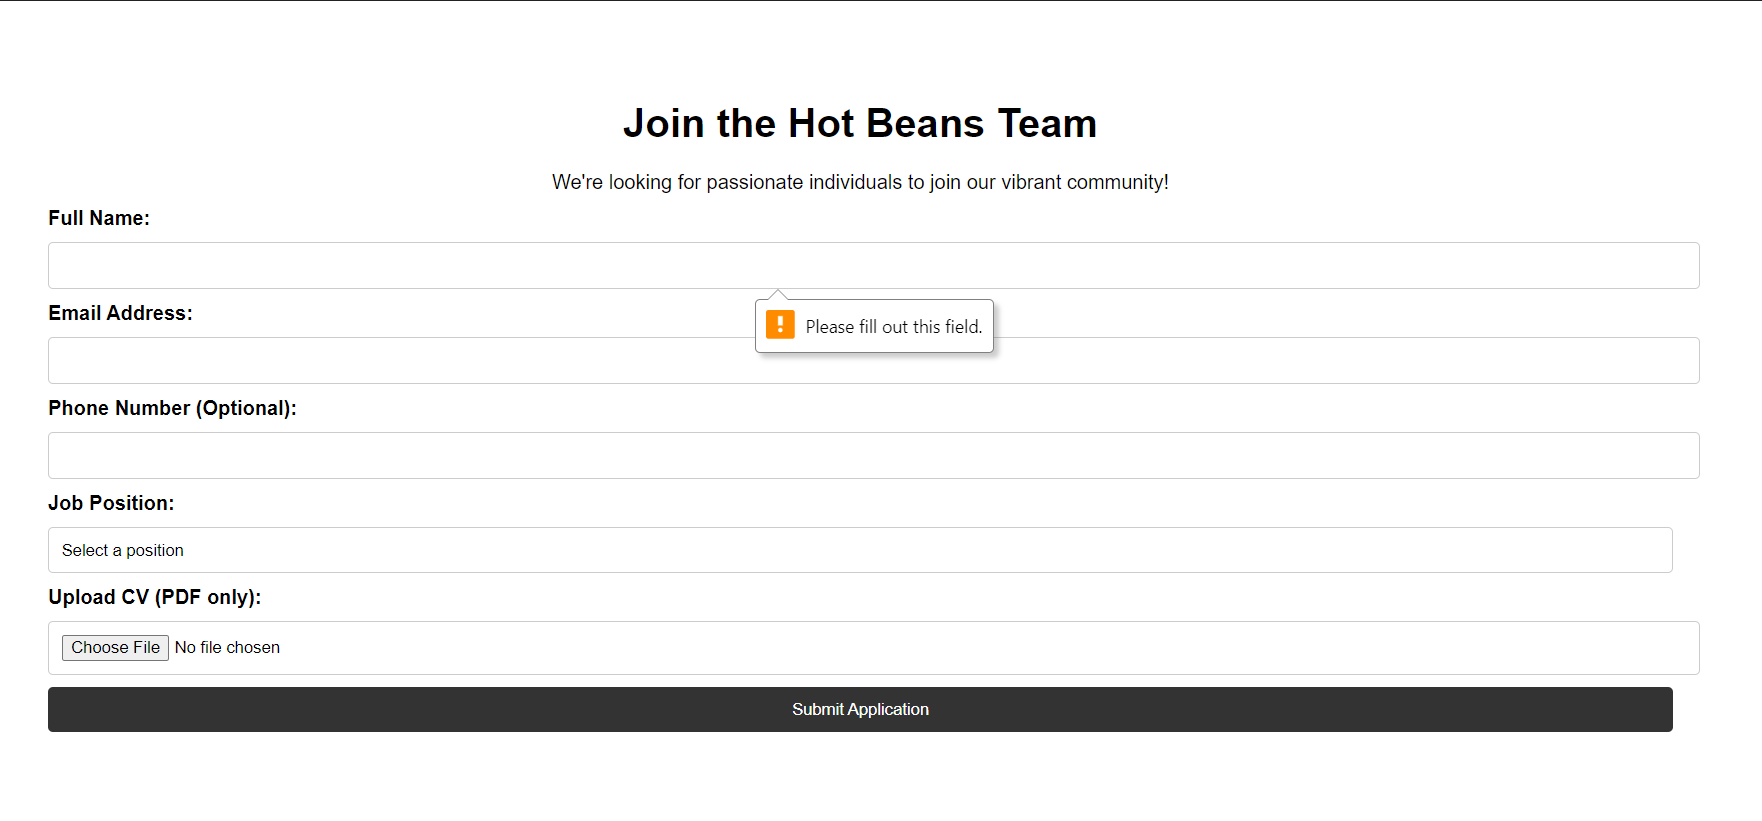 Join the Hot Beans Team
We're looking for passionate individuals to join our vibrant community!
Full Name:
Email Address:
Please fill out this field.
Phone Number (Optional):
Job Position:
Select a position
Upload CV (PDF only):
Choose File No file chosen
Submit Application